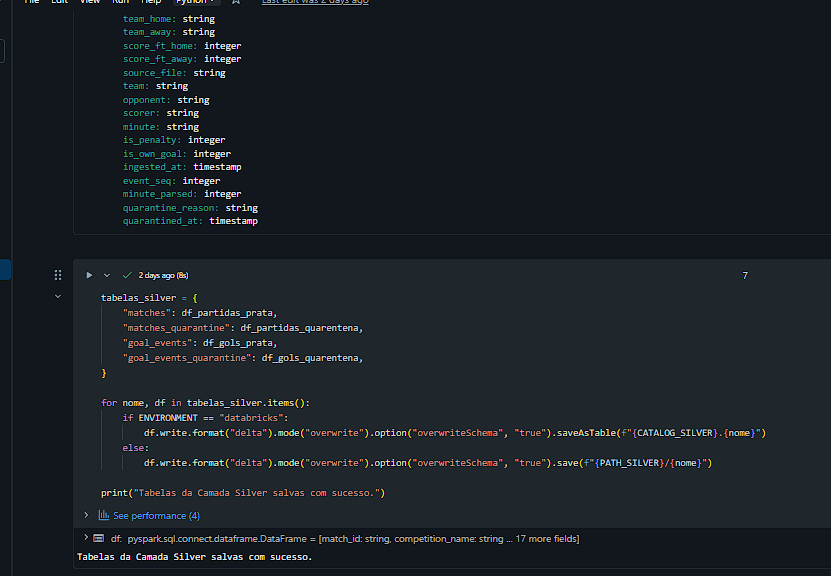 File Edit View Run Help Python Last edit was 2 days ago
team_home: string
team_away: string
score_ft_home: integer
score_ft_away: integer
source_file: string
team: string
opponent: string
scorer: string
minute: string
is_penalty: integer
is_own_goal: integer
ingested_at: timestamp
event_seq: integer
minute_parsed: integer
quarantine_reason: string
quarantined_at: timestamp
2 days ago (8s)
7
tabelas_silver = {
    "matches": df_partidas_prata,
    "matches_quarantine": df_partidas_quarentena,
    "goal_events": df_gols_prata,
    "goal_events_quarantine": df_gols_quarentena,
}
for nome, df in tabelas_silver.items():
    if ENVIRONMENT == "databricks":
        df.write.format("delta").mode("overwrite").option("overwriteSchema", "true").saveAsTable(f"{CATALOG_SILVER}.{nome}")
    else:
        df.write.format("delta").mode("overwrite").option("overwriteSchema", "true").save(f"{PATH_SILVER}/{nome}")
print("Tabelas da Camada Silver salvas com sucesso.")
See performance (4)
df: pyspark.sql.connect.dataframe.DataFrame = [match_id: string, competition_name: string ... 17 more fields]
Tabelas da Camada Silver salvas com sucesso.